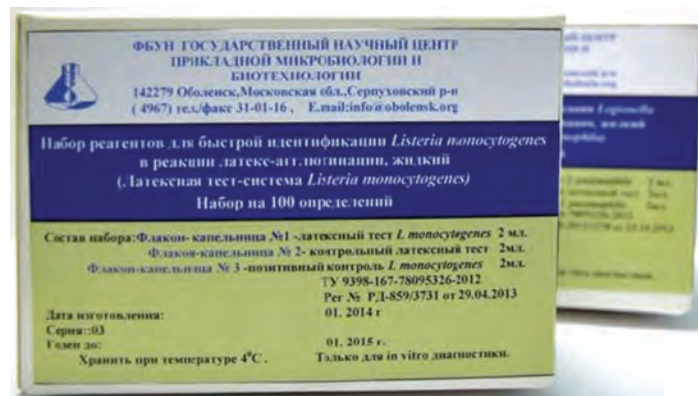 ФБУН ГОСУДАРСТВЕННЫЙ НАУЧНЫЙ ЦЕНТР
ПРИКЛАДНОЙ МИКРОБИОЛОГИИ И
БИОТЕХНОЛОГИИ
142279 Оболенск,Московская обл.,Серпуховский р-н
( 4967) тел./факс 31-01-16 , E.mail:info@obolensk.org
Набор реагентов для быстрой идентификации Listeria monocytogenes
в реакции латекс-агглютинации, жидкий
(Латексная тест-система Listeria monocytogenes)
Набор на 100 определений
Состав набора:Флакон- капельница №1 -латексный тест L monocytogenes 2 мл.
Флакон-капельница № 2- контрольный латексный тест 2мл.
Флакон-капельница № 3 -позитивный контроль L monocytogenes 2мл.
ТУ 9398-167-78095326-2012
Рег № РД-859/3731 от 29.04.2013
Дата изготовления: 01. 2014 г
Серия::03
Годен до: 01. 2015 г.
Хранить при температуре 4⁰С . Только для in vitro диагностики.
Legionella